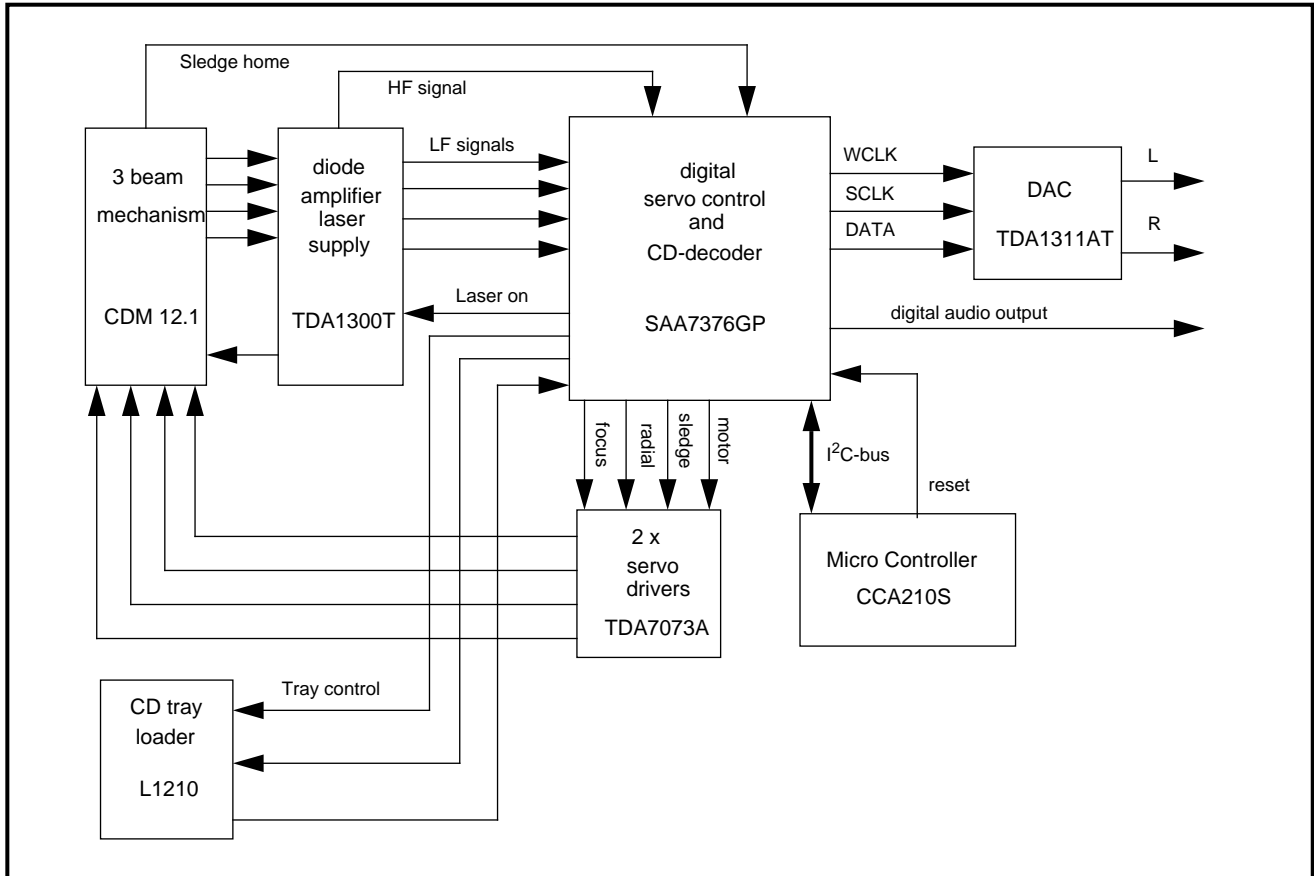 Sledge home
HF signal
3 beam
mechanism
CDM 12.1
diode
amplifier
laser
supply
TDA1300T
LF signals
Laser on
digital
servo control
and
CD-decoder
SAA7376GP
WCLK
SCLK
DATA
DAC
TDA1311AT
L
R
digital audio output
focus
radial
sledge
motor
I²C-bus
reset
2 x
servo
drivers
TDA7073A
Micro Controller
CCA210S
Tray control
CD tray
loader
L1210